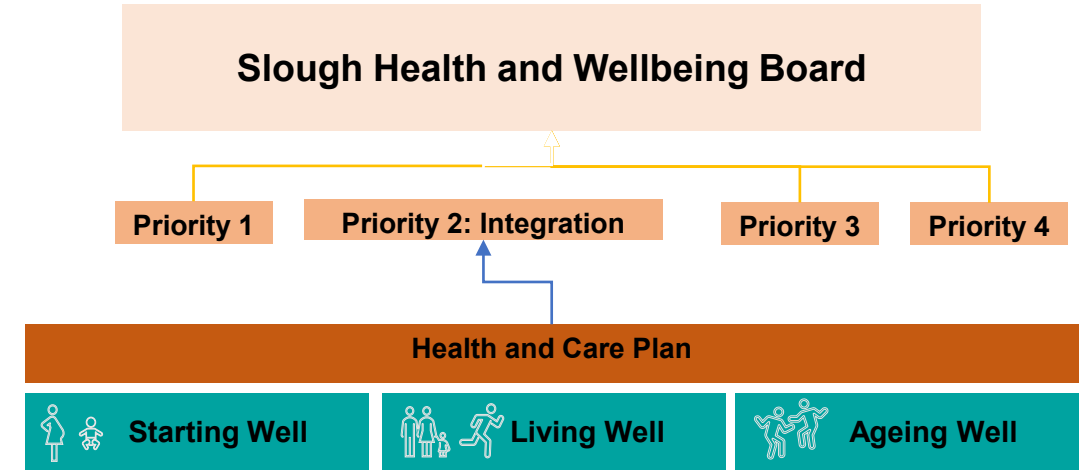 Slough Health and Wellbeing Board
Priority 1
Priority 2: Integration
Priority 3
Priority 4
Health and Care Plan
Starting Well
Living Well
Ageing Well